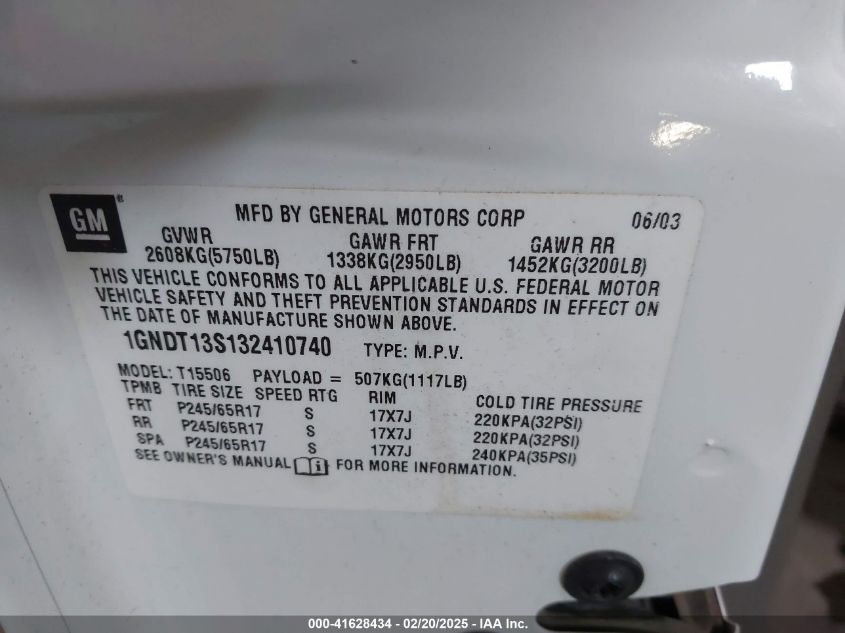 GM
®
MFD BY GENERAL MOTORS CORP 06/03
GVWR GAWR FRT GAWR RR
2608KG(5750LB) 1338KG(2950LB) 1452KG(3200LB)
THIS VEHICLE CONFORMS TO ALL APPLICABLE U.S. FEDERAL MOTOR
VEHICLE SAFETY AND THEFT PREVENTION STANDARDS IN EFFECT ON
THE DATE OF MANUFACTURE SHOWN ABOVE.
1GNDT13S132410740 TYPE: M.P.V.
MODEL: T15506 PAYLOAD = 507KG(1117LB)
TPMB TIRE SIZE SPEED RTG RIM COLD TIRE PRESSURE
FRT P245/65R17 S 17X7J 220KPA(32PSI)
RR P245/65R17 S 17X7J 220KPA(32PSI)
SPA P245/65R17 S 17X7J 240KPA(35PSI)
SEE OWNER'S MANUAL FOR MORE INFORMATION.
000-41628434 - 02/20/2025 - IAA Inc.